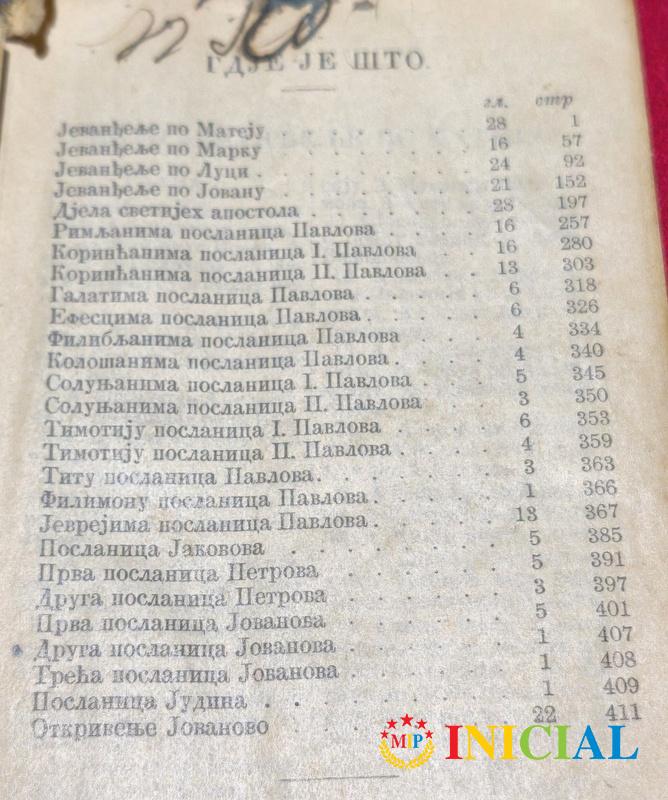 ГДЈЕ ЈЕ ШТО.
гл. стр
Јеванђеље по Матеју 28 1
Јеванђеље по Марку . . . . . . . . 16 57
Јеванђеље по Луци . . . . . . . . 24 92
Јеванђеље по Јовану . . . . . . . . 21 152
Дјела светијех апостола . . . . . . . 28 197
Римљанима посланица Павлова . . . . 16 257
Коринћанима посланица I. Павлова . . . 16 280
Коринћанима посланица II. Павлова . . . 13 303
Галатима посланица Павлова . . . . . 6 318
Ефесцима посланица Павлова . . . . . 6 326
Филибљанима посланица Павлова . . . 4 334
Колошанима посланица Павлова . . . . 4 340
Солуњанима посланица I. Павлова . . . 5 345
Солуњанима посланица II. Павлова . . . 3 350
Тимотију посланица I. Павлова . . . . 6 353
Тимотију посланица II. Павлова . . . . 4 359
Титу посланица Павлова . . . . . . . 3 363
Филимону посланица Павлова . . . . . 1 366
Јеврејима посланица Павлова . . . . . 13 367
Посланица Јаковова . . . . . . . . 5 385
Прва посланица Петрова . . . . . . 5 391
Друга посланица Петрова . . . . . . 3 397
Прва посланица Јованова . . . . . . 5 401
Друга посланица Јованова . . . . . . 1 407
Трећа посланица Јованова . . . . . . 1 408
Посланица Јудина . . . . . . . . 1 409
Откривење Јованово . . . . . . . . 22 411
MP INICIAL